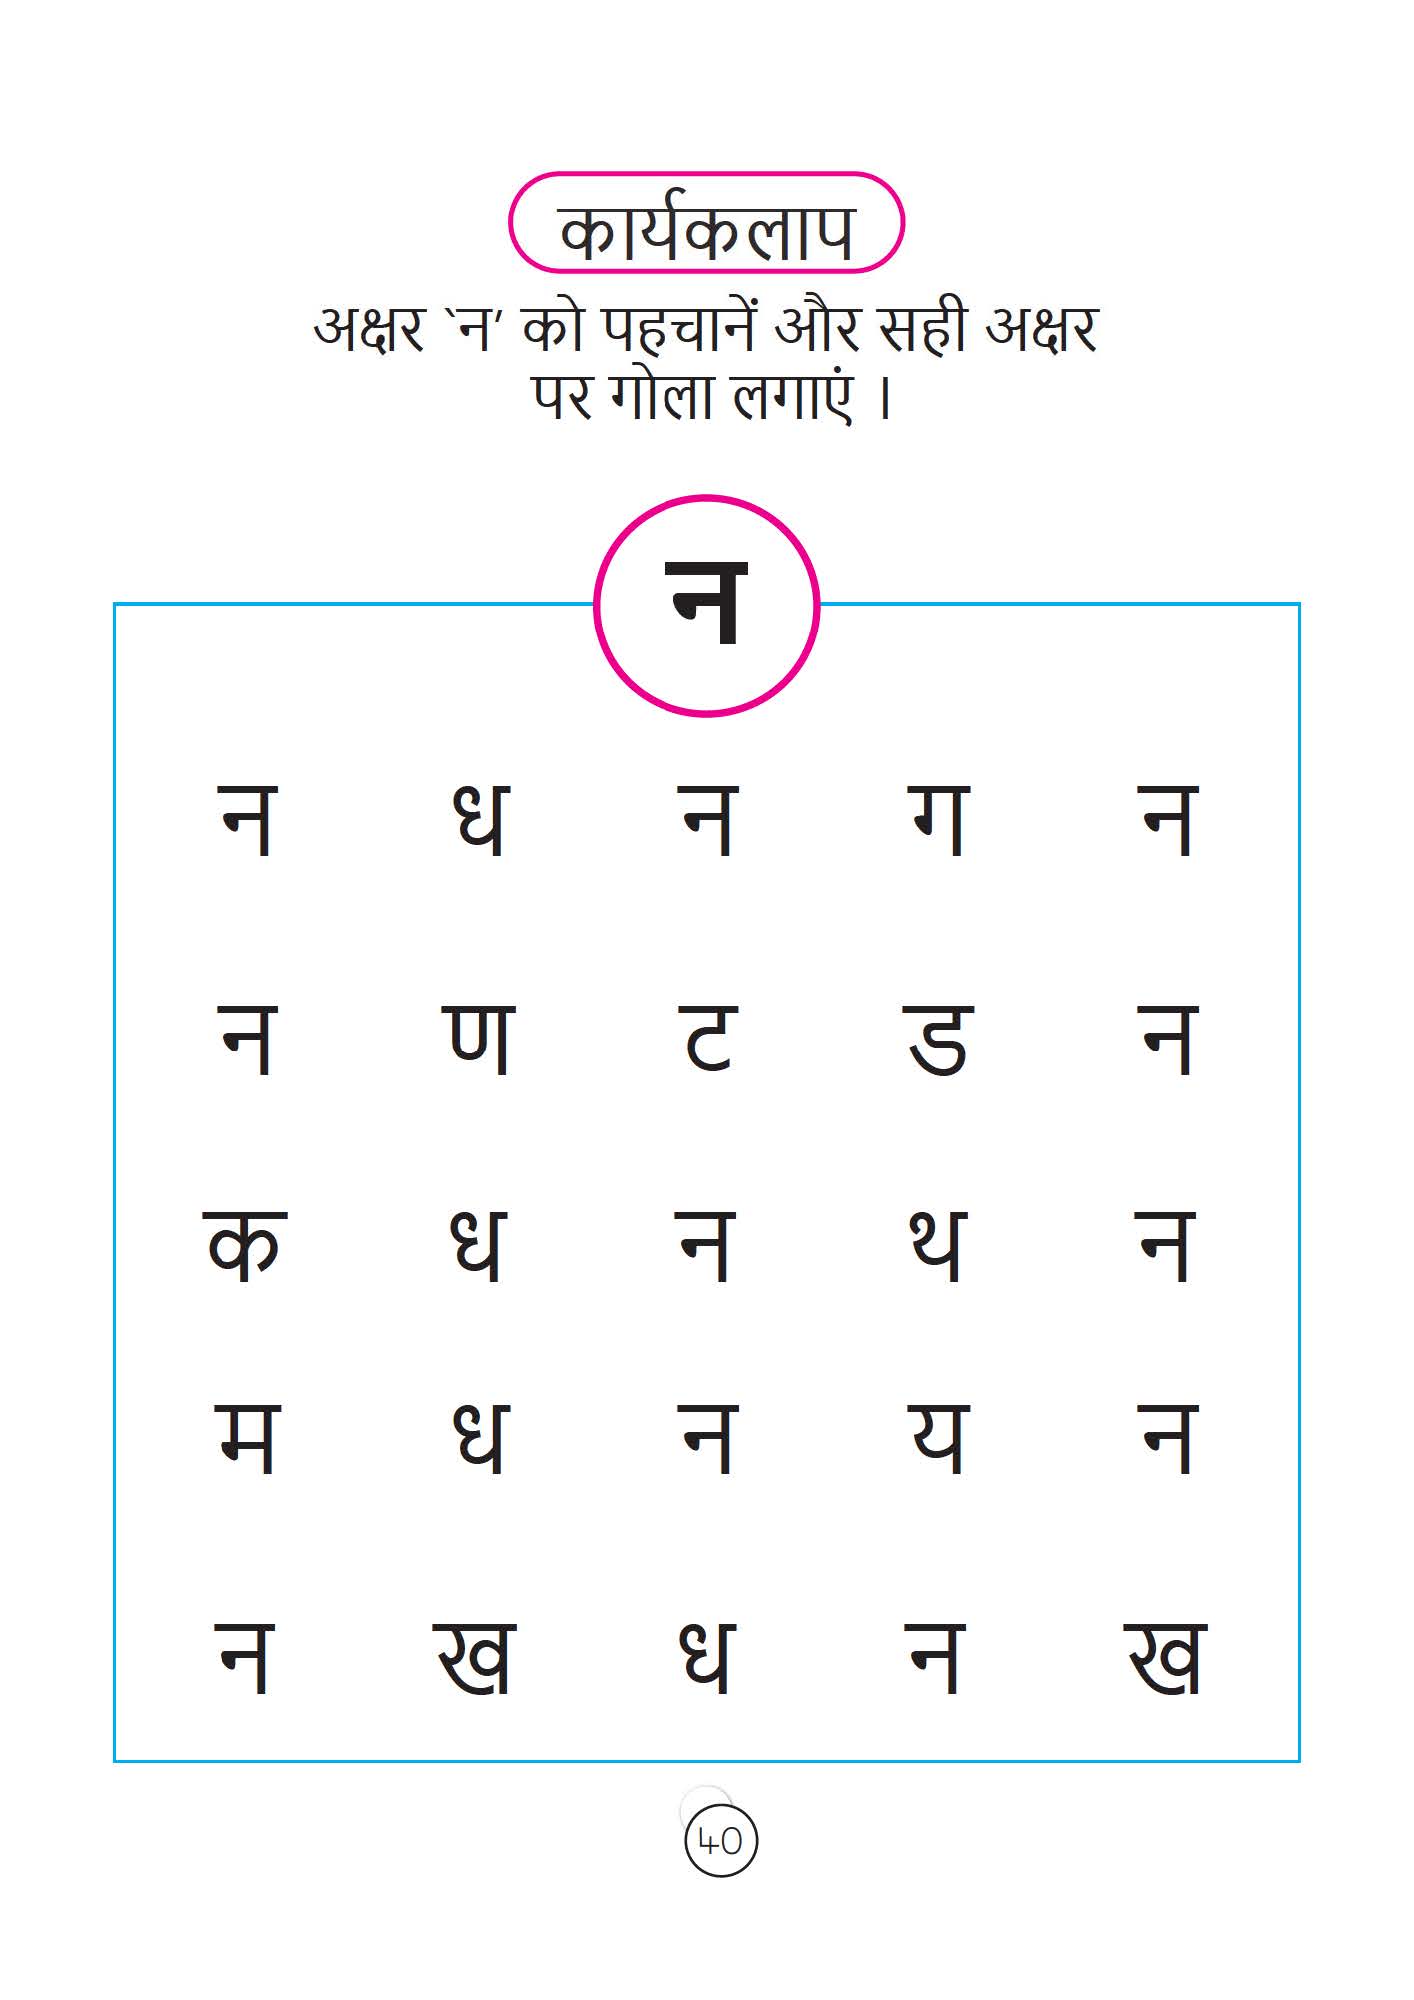 कार्यकलाप
अक्षर `न’ को पहचानें और सही अक्षर
पर गोला लगाएं ।
न
न ध न ग न
न ण ट ड न
क ध न थ न
म ध न य न
न ख ध न ख
40